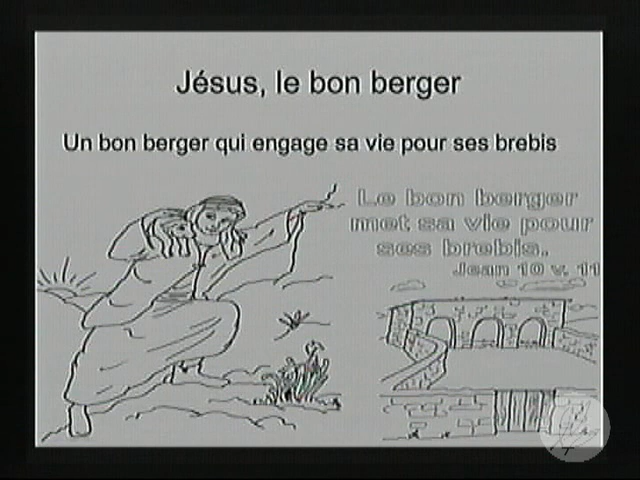 Jésus, le bon berger
Un bon berger qui engage sa vie pour ses brebis
Le bon berger
met sa vie pour
ses brebis.
Jean 10 v. 11